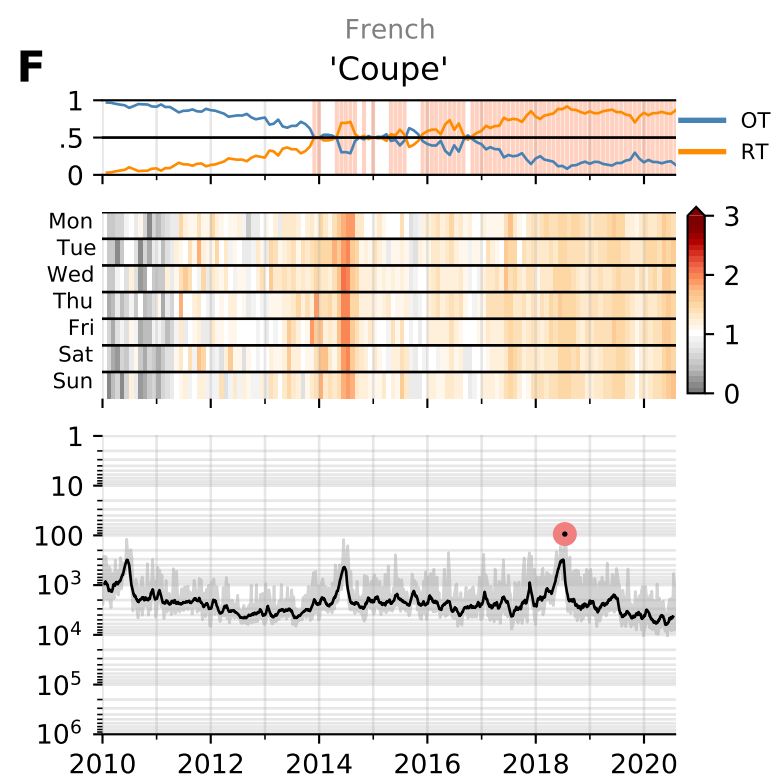 French
F
'Coupe'
1
.5
0
OT
RT
Mon
Tue
Wed
Thu
Fri
Sat
Sun
3
2
1
0
1
10
100
10³
10⁴
10⁵
10⁶
2010 2012 2014 2016 2018 2020